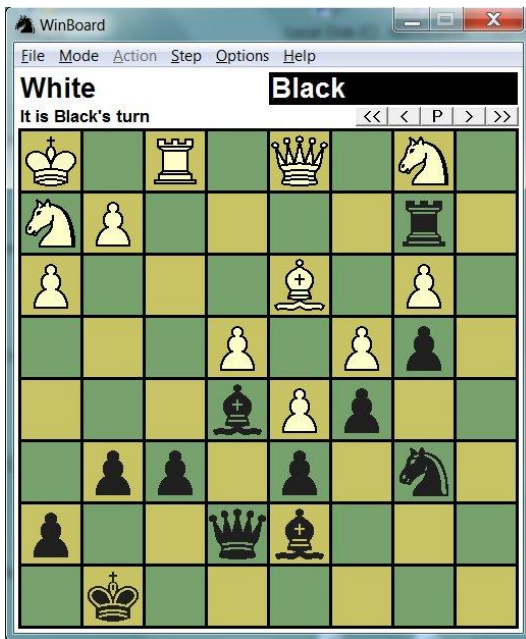 WinBoard
File Mode Action Step Options Help
White Black
It is Black's turn << < P > >>